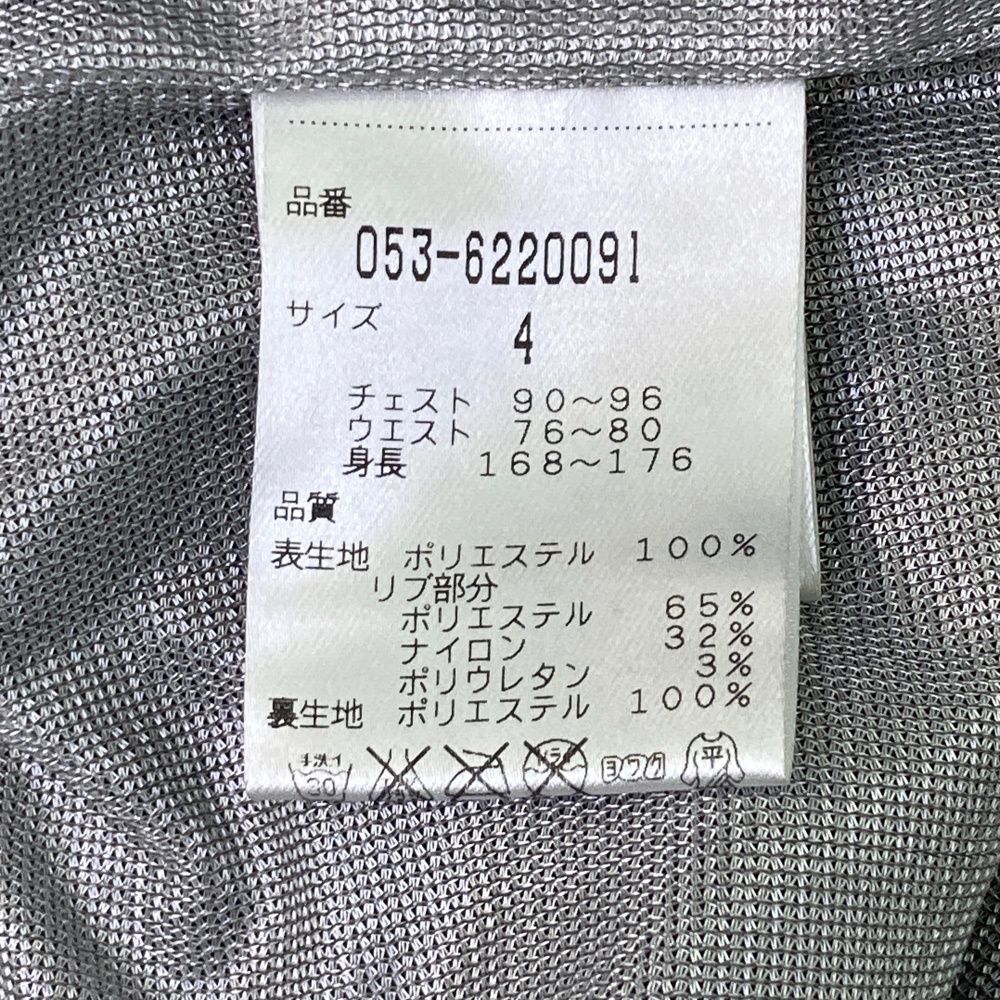 品番
053-6220091
サイズ
4
チェスト 90～96
ウエスト 76～80
身長 168～176
品質
表生地 ポリエステル 100%
リブ部分
ポリエステル 65%
ナイロン 32%
ポリウレタン 3%
裏生地 ポリエステル 100%
手洗イ 30 ヨワク 平